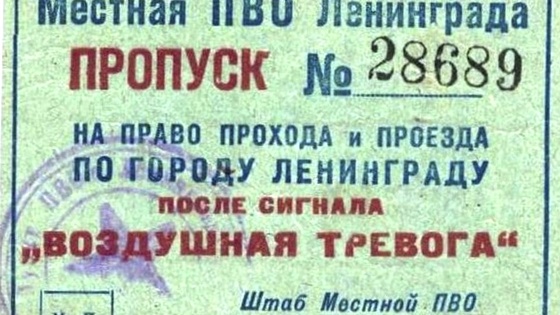 Местная ПВО Ленинграда
ПРОПУСК № 28689
НА ПРАВО ПРОХОДА и ПРОЕЗДА
ПО ГОРОДУ ЛЕНИНГРАДУ
ПОСЛЕ СИГНАЛА
„ВОЗДУШНАЯ ТРЕВОГА“
Штаб Местной ПВО